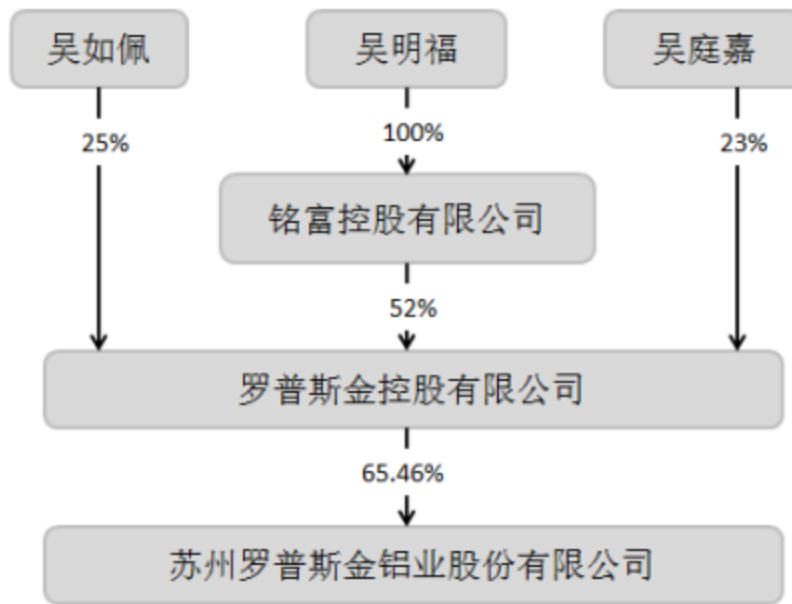 吴如佩
吴明福
吴庭嘉
25%
100%
23%
铭富控股有限公司
52%
罗普斯金控股有限公司
65.46%
苏州罗普斯金铝业股份有限公司